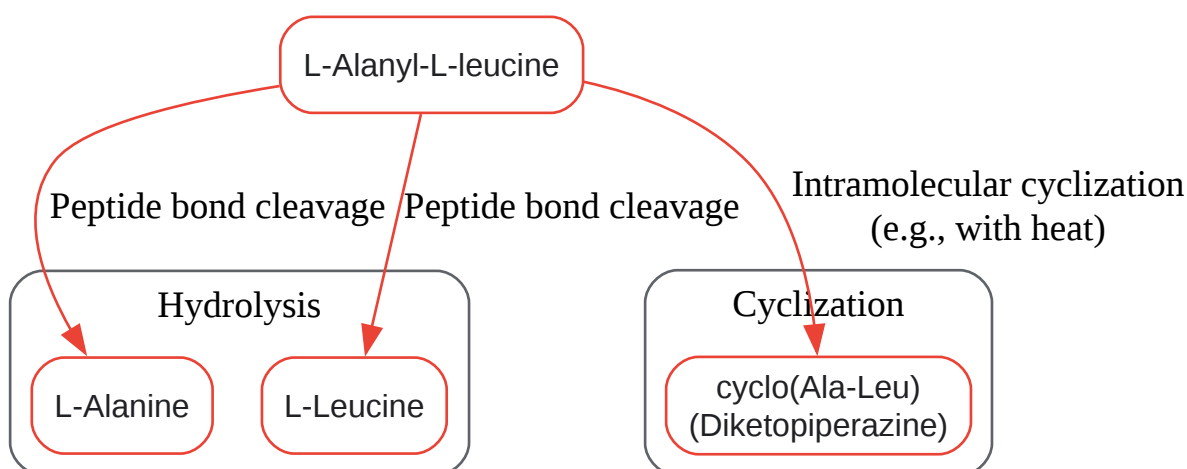 L-Alanyl-L-leucine
Peptide bond cleavage
Peptide bond cleavage
Intramolecular cyclization
(e.g., with heat)
Hydrolysis
Cyclization
L-Alanine
L-Leucine
cyclo(Ala-Leu)
(Diketopiperazine)